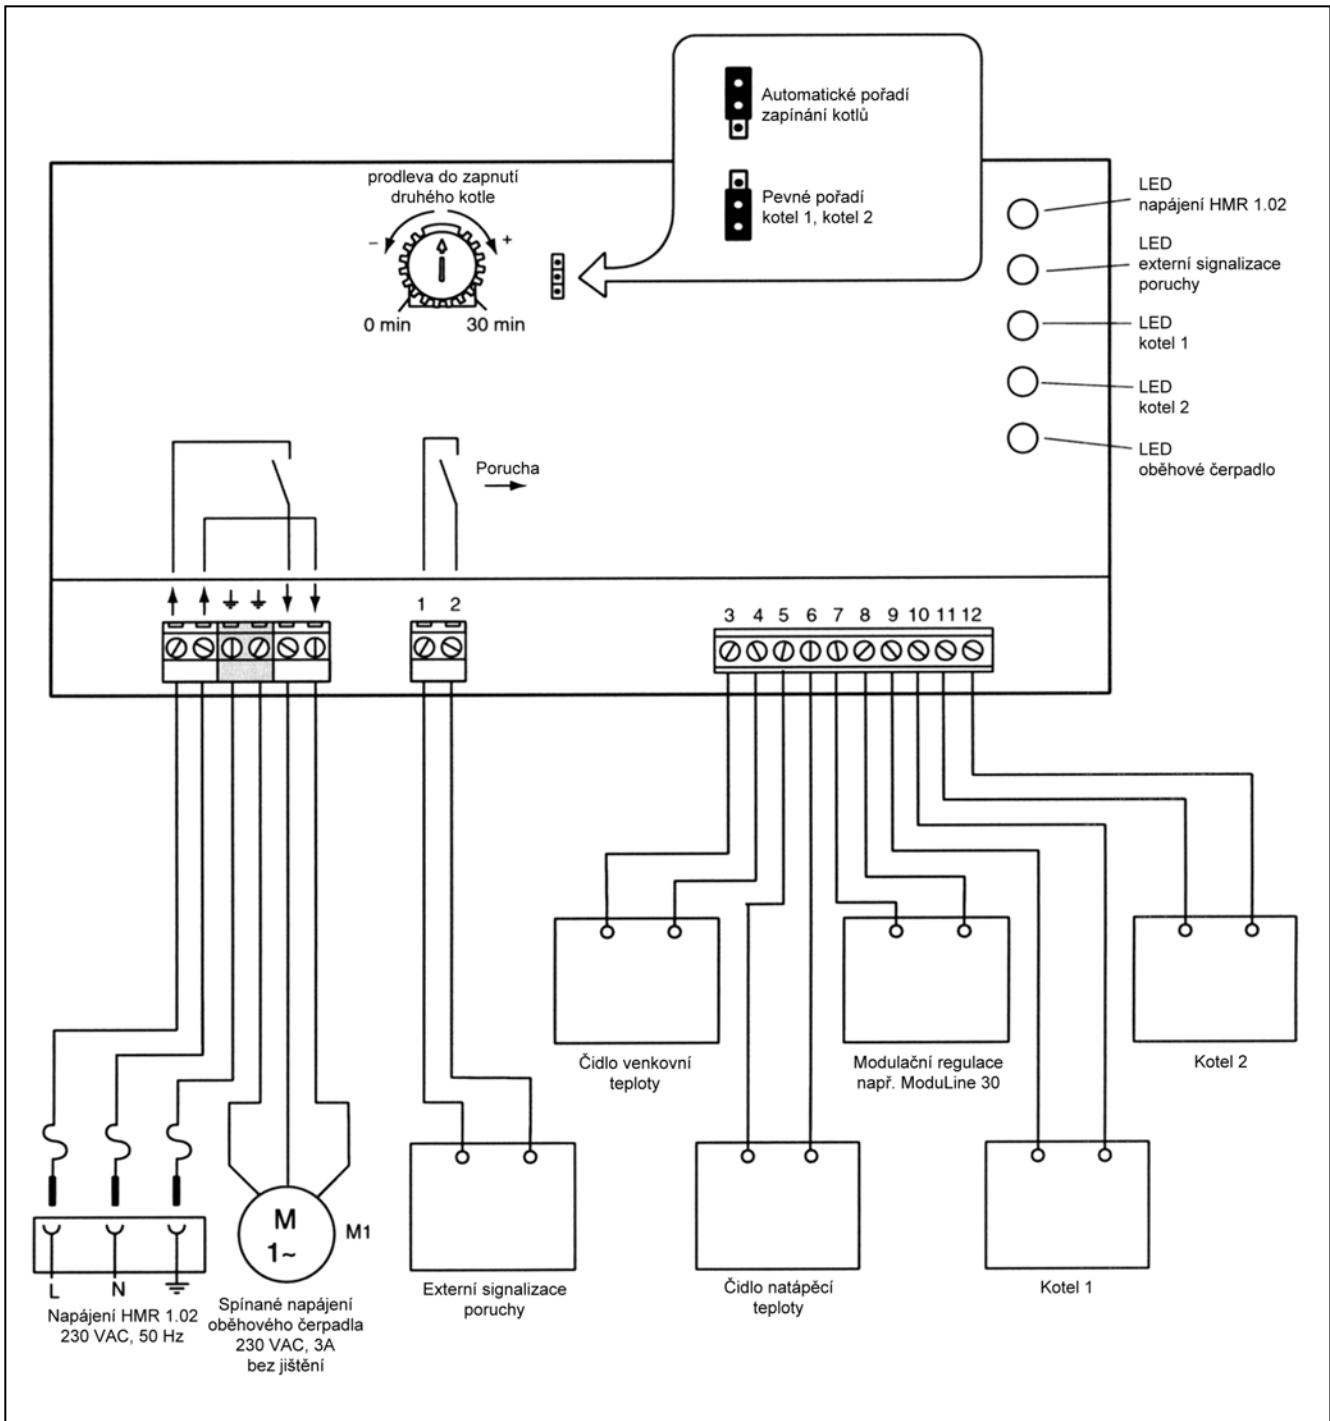 Automatické pořadí
zapínání kotlů
Pevné pořadí
kotel 1, kotel 2
prodleva do zapnutí
druhého kotle
– +
0 min 30 min
LED
napájení HMR 1.02
LED
externí signalizace
poruchy
LED
kotel 1
LED
kotel 2
LED
oběhové čerpadlo
Porucha
1 2
3 4 5 6 7 8 9 10 11 12
Čidlo venkovní
teploty
Modulační regulace
např. ModuLine 30
Kotel 2
M
1~
M1
L N
Napájení HMR 1.02
230 VAC, 50 Hz
Spínané napájení
oběhového čerpadla
230 VAC, 3A
bez jištění
Externí signalizace
poruchy
Čidlo natápěcí
teploty
Kotel 1